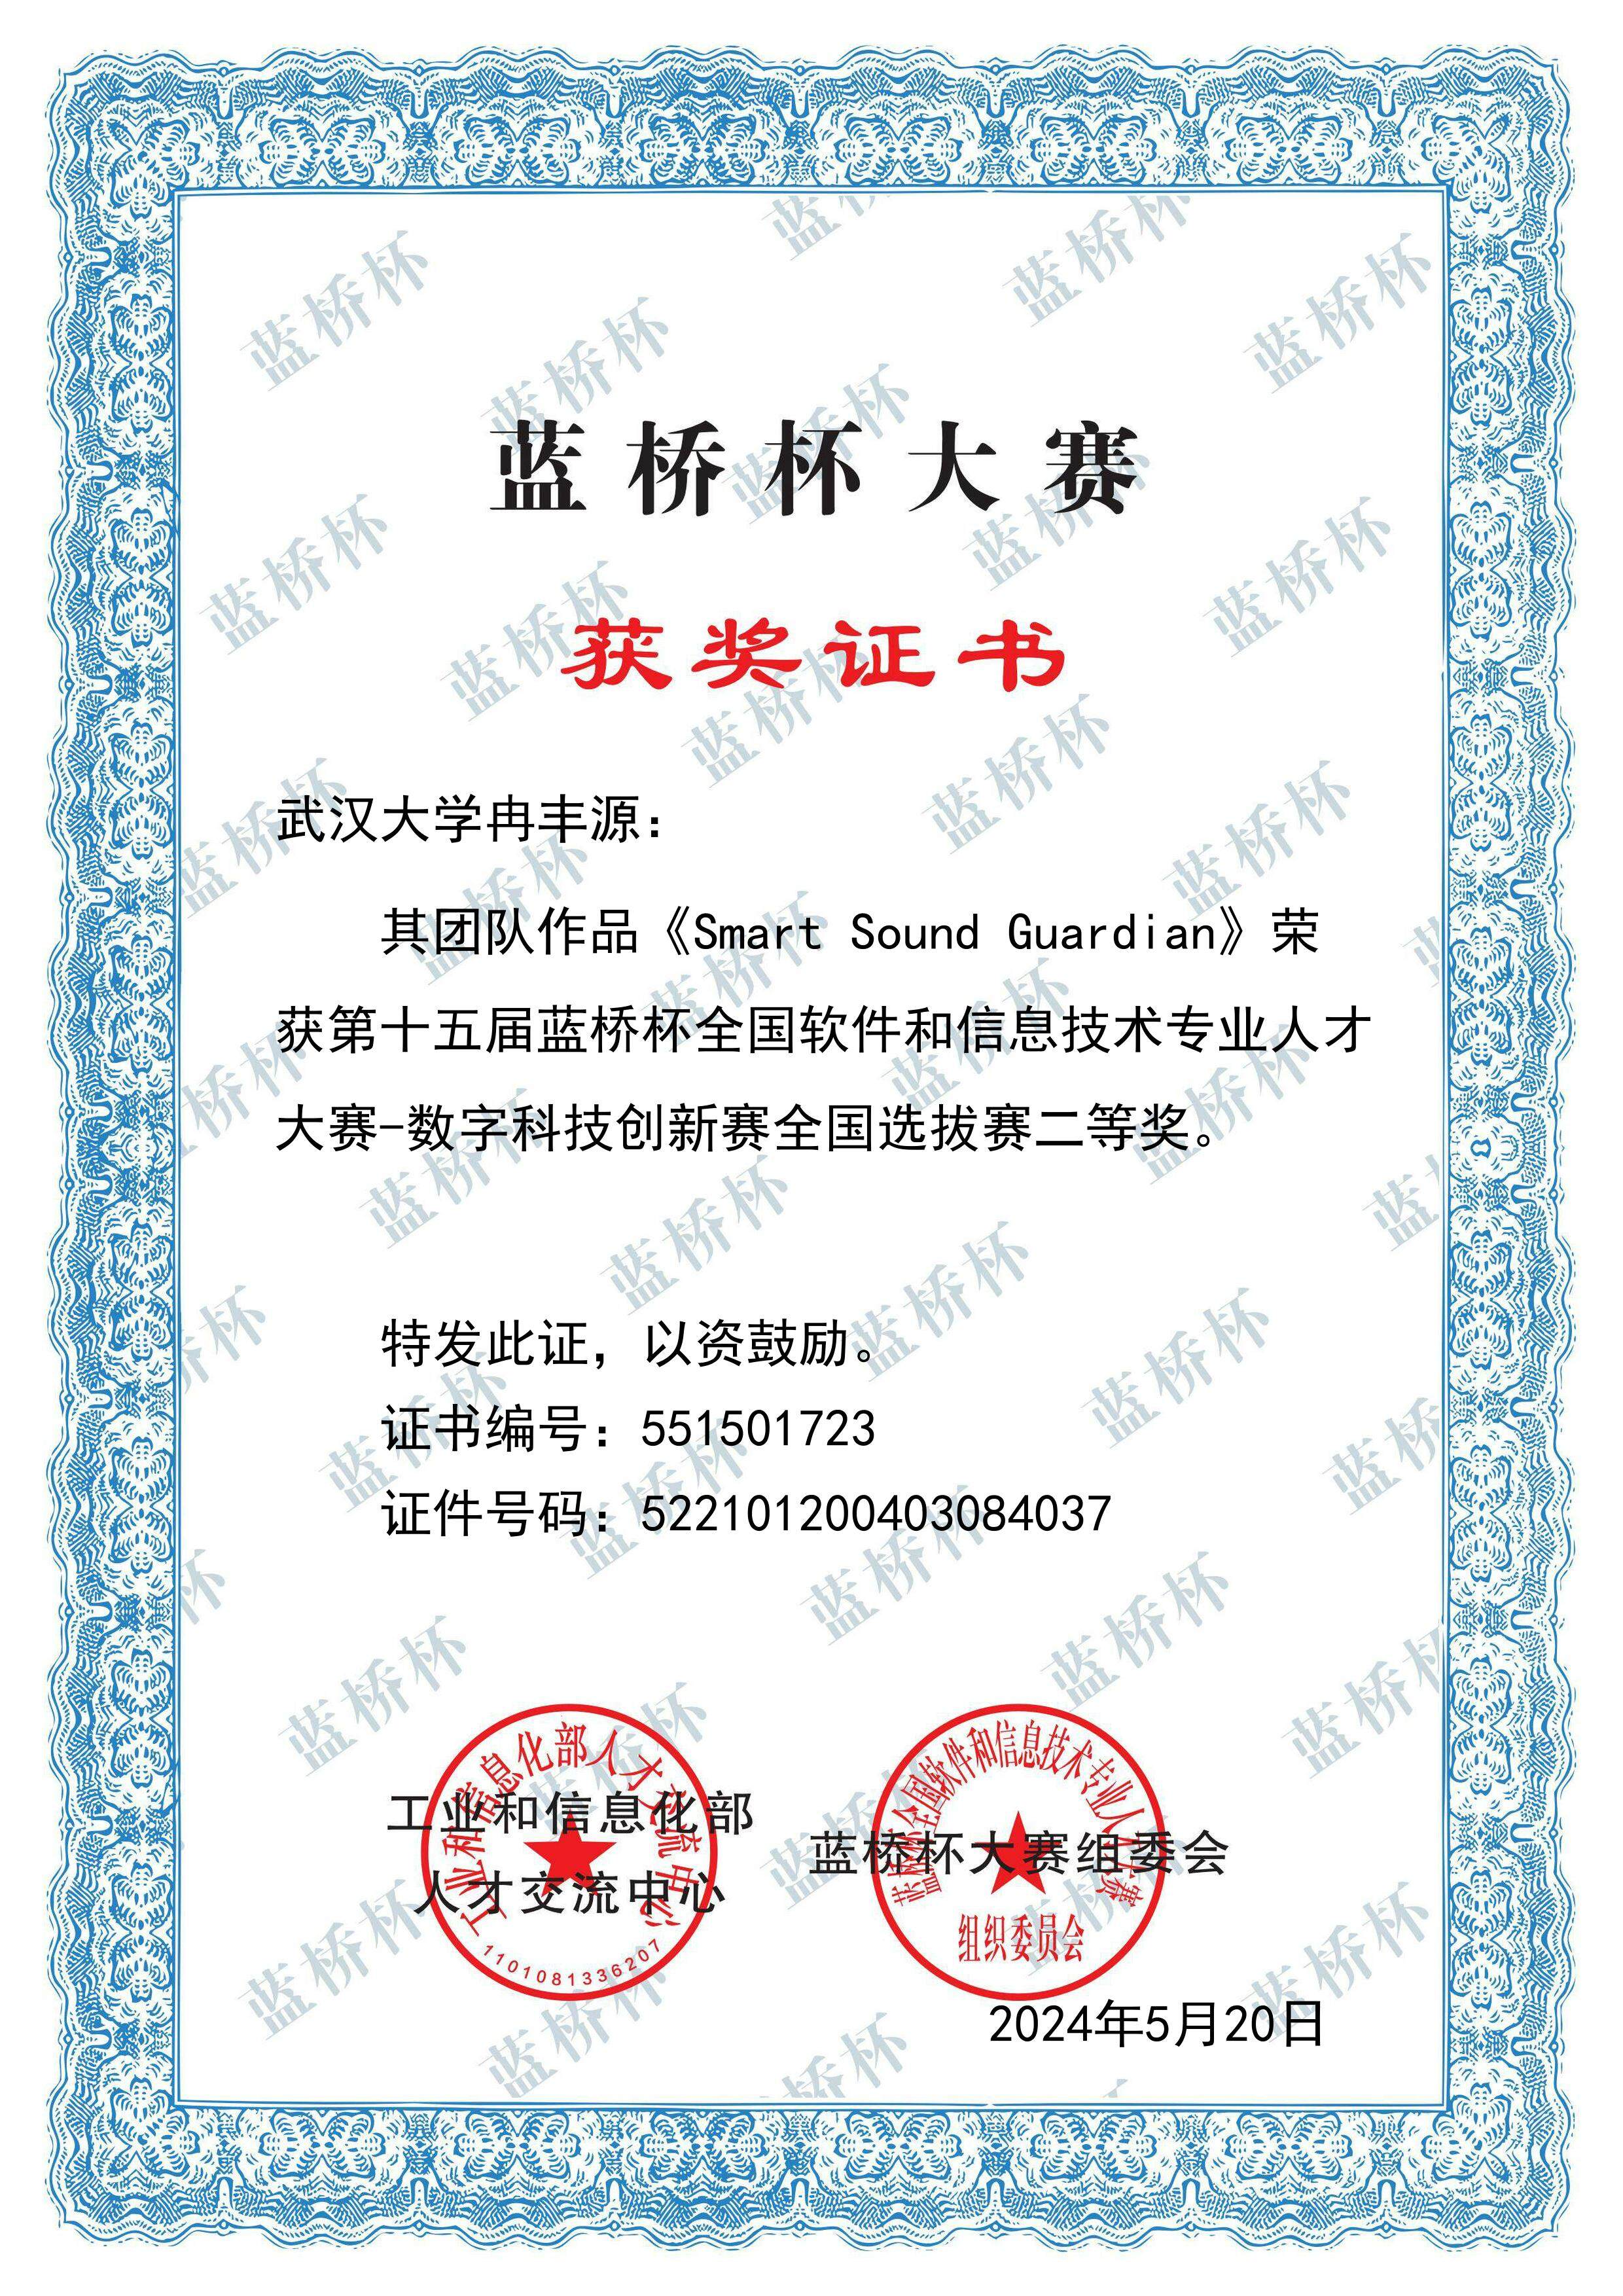 蓝桥杯大赛
获奖证书
武汉大学冉丰源：
其团队作品《Smart Sound Guardian》荣
获第十五届蓝桥杯全国软件和信息技术专业人才
大赛-数字科技创新赛全国选拔赛二等奖。
特发此证，以资鼓励。
证书编号：551501723
证件号码：522101200403084037
工业和信息化部人才交流中心
工业和信息化部
人才交流中心
1101081336207
蓝桥杯全国软件和信息技术专业人才大赛
蓝桥杯大赛组委会
组织委员会
2024年5月20日
蓝桥杯